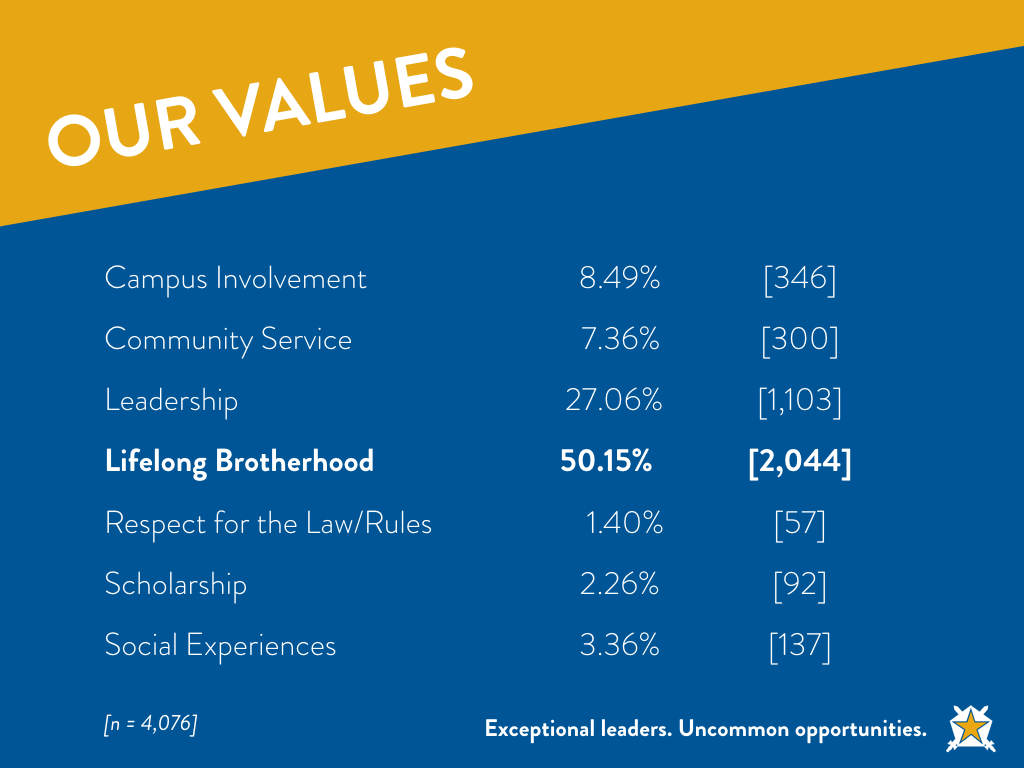 OUR VALUES
Campus Involvement 8.49% [346]
Community Service 7.36% [300]
Leadership 27.06% [1,103]
Lifelong Brotherhood 50.15% [2,044]
Respect for the Law/Rules 1.40% [57]
Scholarship 2.26% [92]
Social Experiences 3.36% [137]
[n = 4,076]
Exceptional leaders. Uncommon opportunities.